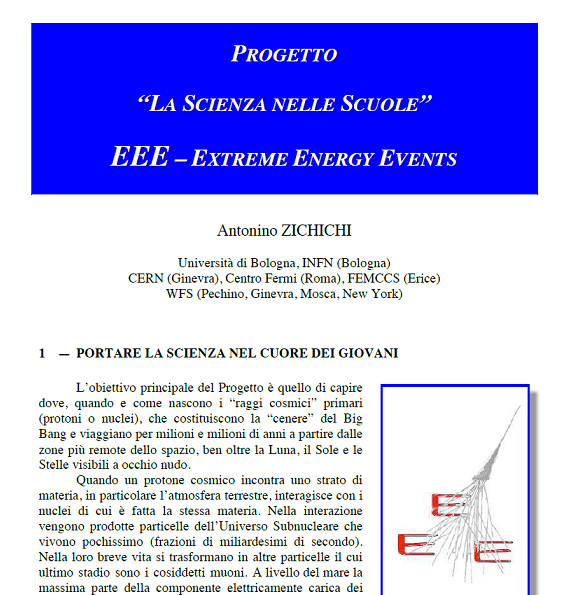 PROGETTO
“LA SCIENZA NELLE SCUOLE”
EEE – EXTREME ENERGY EVENTS
Antonino ZICHICHI
Università di Bologna, INFN (Bologna)
CERN (Ginevra), Centro Fermi (Roma), FEMCCS (Erice)
WFS (Pechino, Ginevra, Mosca, New York)
1 — PORTARE LA SCIENZA NEL CUORE DEI GIOVANI
L’obiettivo principale del Progetto è quello di capire
dove, quando e come nascono i “raggi cosmici” primari
(protoni o nuclei), che costituiscono la “cenere” del Big
Bang e viaggiano per milioni e milioni di anni a partire dalle
zone più remote dello spazio, ben oltre la Luna, il Sole e le
Stelle visibili a occhio nudo.
Quando un protone cosmico incontra uno strato di
materia, in particolare l’atmosfera terrestre, interagisce con i
nuclei di cui è fatta la stessa materia. Nella interazione
vengono prodotte particelle dell’Universo Subnucleare che
vivono pochissimo (frazioni di miliardesimi di secondo).
Nella loro breve vita si trasformano in altre particelle il cui
ultimo stadio sono i cosiddetti muoni. A livello del mare la
massima parte della componente elettricamente carica dei
E
E E